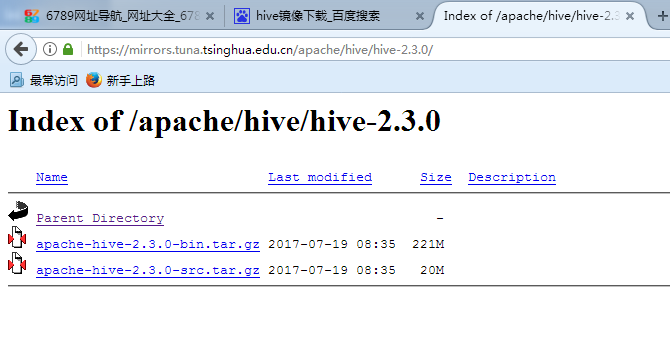 6789网址导航_网址大全_678
hive镜像下载_百度搜索
Index of /apache/hive/hive-2.3.0
https://mirrors.tuna.tsinghua.edu.cn/apache/hive/hive-2.3.0/
最常访问 新手上路
Index of /apache/hive/hive-2.3.0
Name Last modified Size Description
Parent Directory -
apache-hive-2.3.0-bin.tar.gz 2017-07-19 08:35 221M
apache-hive-2.3.0-src.tar.gz 2017-07-19 08:35 20M